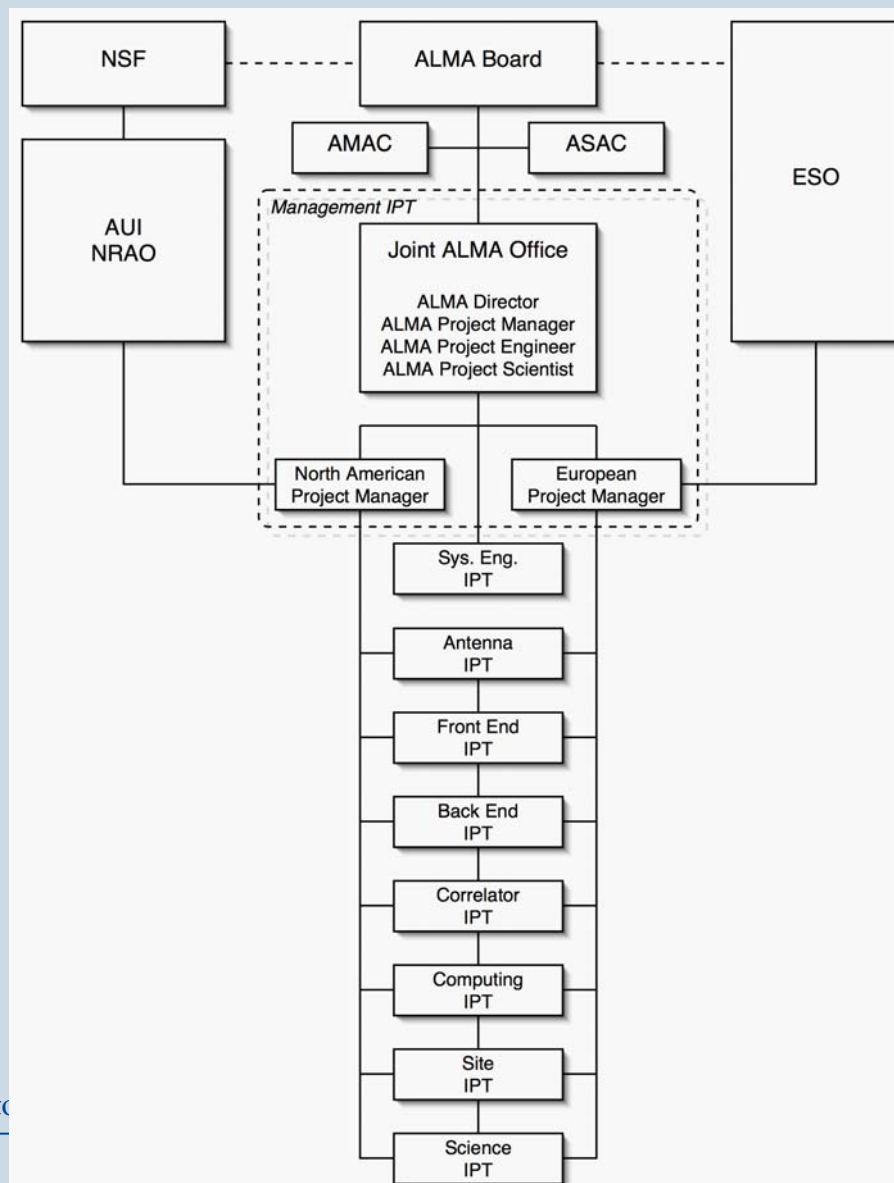 NSF
ALMA Board
AMAC
ASAC
ESO
AUI
NRAO
Management IPT
Joint ALMA Office
ALMA Director
ALMA Project Manager
ALMA Project Engineer
ALMA Project Scientist
North American
Project Manager
European
Project Manager
Sys. Eng.
IPT
Antenna
IPT
Front End
IPT
Back End
IPT
Correlator
IPT
Computing
IPT
Site
IPT
Science
IPT